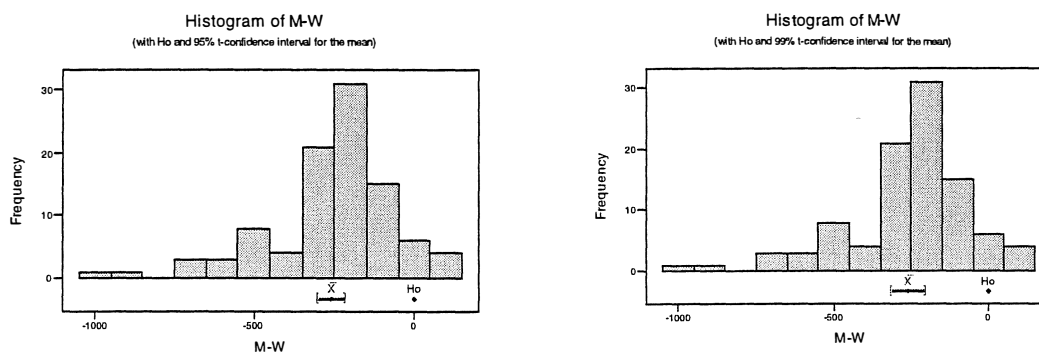 Histogram of M-W
(with Ho and 95% t-confidence interval for the mean)
Frequency
30
20
10
0
X̄
Ho
-1000
-500
0
M-W
Histogram of M-W
(with Ho and 99% t-confidence interval for the mean)
Frequency
30
20
10
0
X̄
Ho
-1000
-500
0
M-W